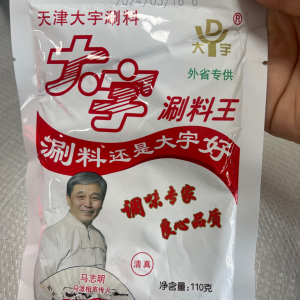 天津大宇涮料
®
大宇
外省专供
大宇
涮料王
涮料还是大宇好
调味专家
良心品质
马志明
清真
净含量:110克